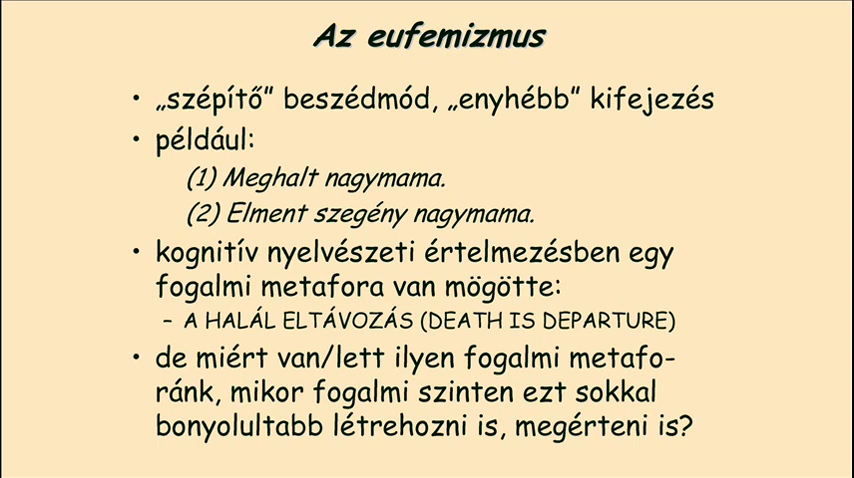 Az eufemizmus
• „szépítő” beszédmód, „enyhébb” kifejezés
• például:
(1) Meghalt nagymama.
(2) Elment szegény nagymama.
• kognitív nyelvészeti értelmezésben egy
fogalmi metafora van mögötte:
– A HALÁL ELTÁVOZÁS (DEATH IS DEPARTURE)
• de miért van/lett ilyen fogalmi metafo-
ránk, mikor fogalmi szinten ezt sokkal
bonyolultabb létrehozni is, megérteni is?